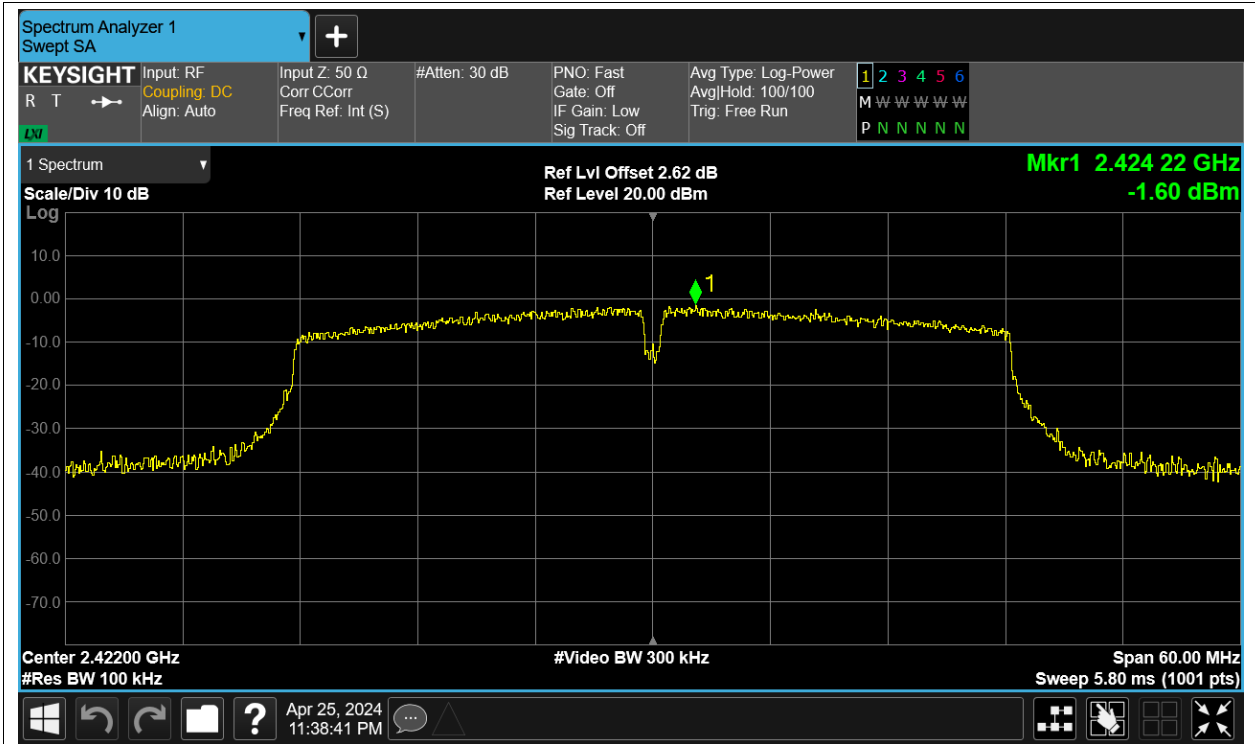 Spectrum Analyzer 1
Swept SA
KEYSIGHT
R T
LXI
Input: RF
Coupling: DC
Align: Auto
Input Z: 50 Ω
Corr CCorr
Freq Ref: Int (S)
#Atten: 30 dB
PNO: Fast
Gate: Off
IF Gain: Low
Sig Track: Off
Avg Type: Log-Power
Avg|Hold: 100/100
Trig: Free Run
1 2 3 4 5 6
M W W W W W
P N N N N N
1 Spectrum
Scale/Div 10 dB
Log
Ref Lvl Offset 2.62 dB
Ref Level 20.00 dBm
Mkr1 2.424 22 GHz
-1.60 dBm
1
10.0
0.00
-10.0
-20.0
-30.0
-40.0
-50.0
-60.0
-70.0
Center 2.42200 GHz
#Res BW 100 kHz
#Video BW 300 kHz
Span 60.00 MHz
Sweep 5.80 ms (1001 pts)
?
Apr 25, 2024
11:38:41 PM